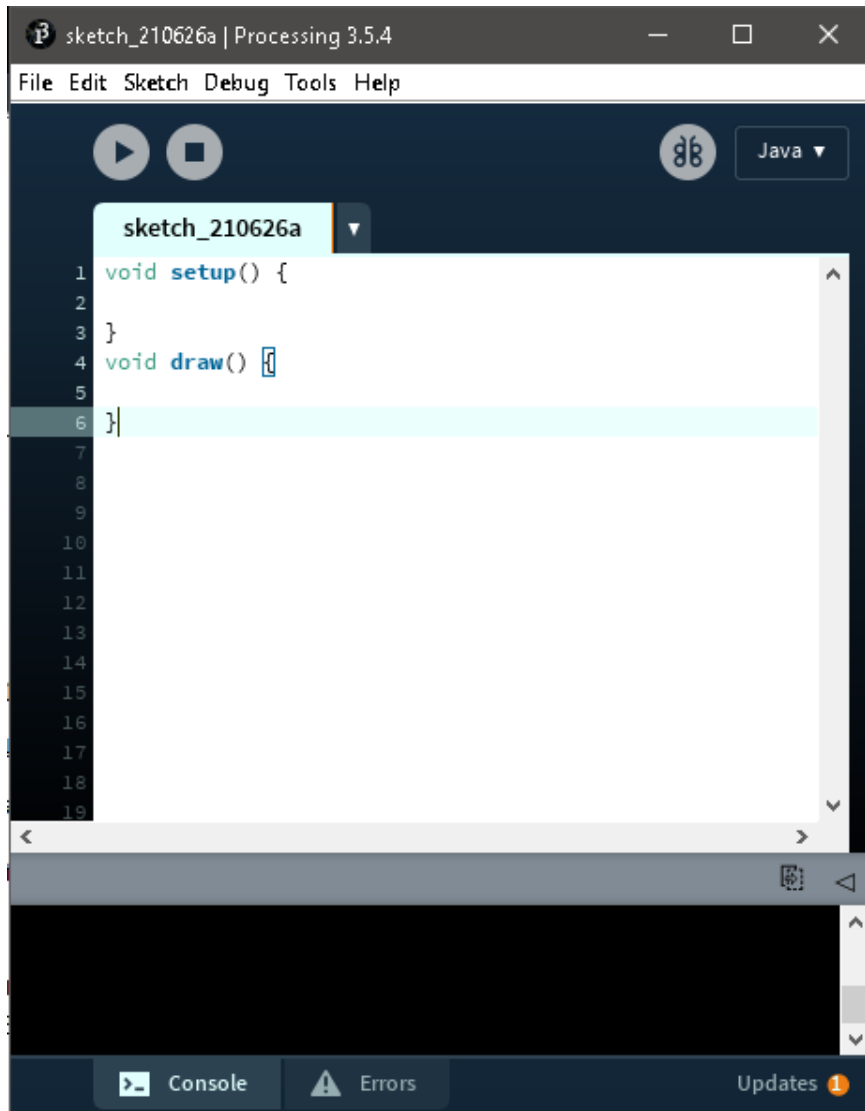 sketch_210626a | Processing 3.5.4
File Edit Sketch Debug Tools Help
Java ▼
sketch_210626a ▼
1 void setup() {
2
3 }
4 void draw() {
5
6 }
7
8
9
10
11
12
13
14
15
16
17
18
19
Console Errors Updates 1